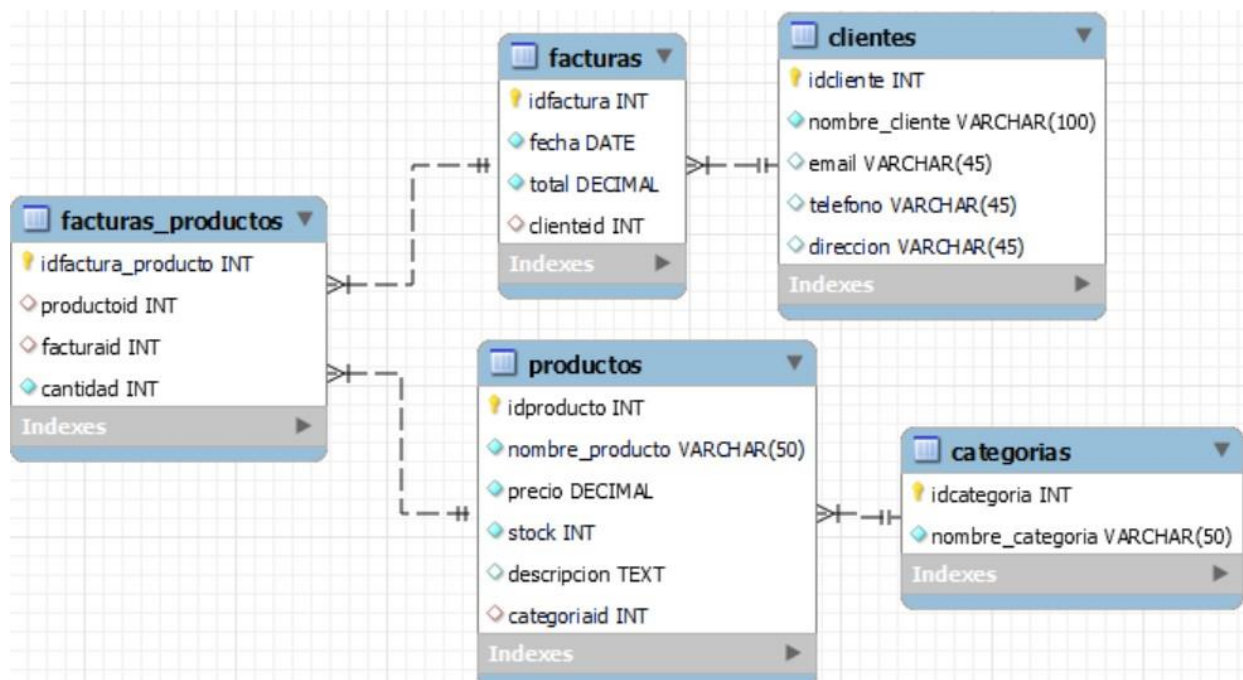 facturas
idfactura INT
fecha DATE
total DECIMAL
clienteid INT
Indexes
clientes
idcliente INT
nombre_cliente VARCHAR(100)
email VARCHAR(45)
telefono VARCHAR(45)
direccion VARCHAR(45)
Indexes
facturas_productos
idfactura_producto INT
productoid INT
facturaid INT
cantidad INT
Indexes
productos
idproducto INT
nombre_producto VARCHAR(50)
precio DECIMAL
stock INT
descripcion TEXT
categoriaid INT
Indexes
categorias
idcategoria INT
nombre_categoria VARCHAR(50)
Indexes